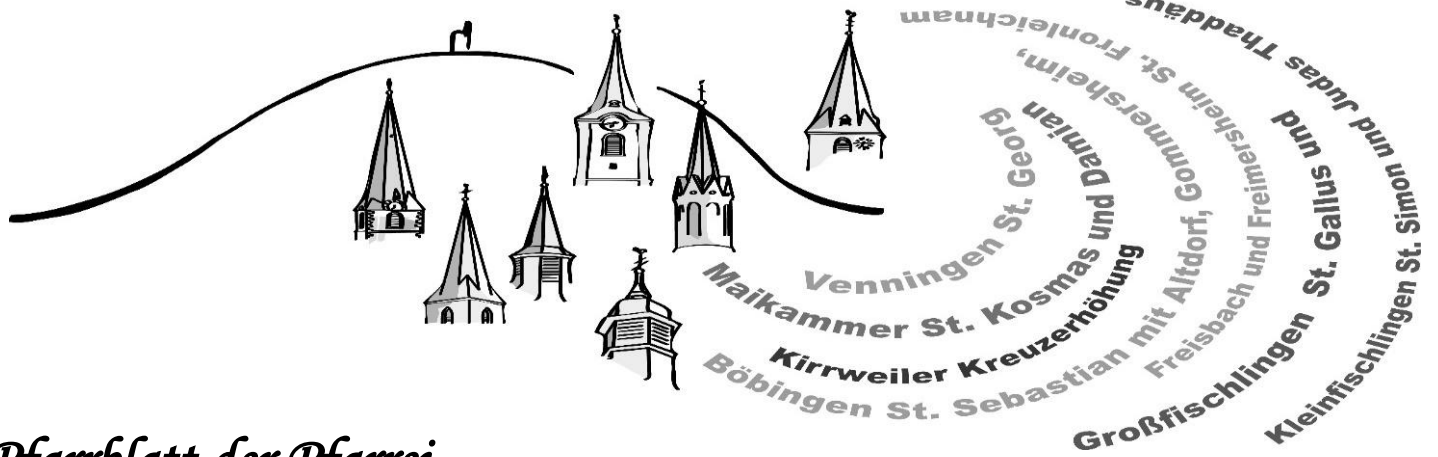 Venningen St. Georg
Maikammer St. Kosmas und Damian
Kirrweiler Kreuzerhöhung
Böbingen St. Sebastian mit Altdorf, Gommersheim,
Freisbach und Freimersheim St. Fronleichnam
Großfischlingen St. Gallus und
Kleinfischlingen St. Simon und Judas Thaddäus
Pfarrblatt der Pfarrei